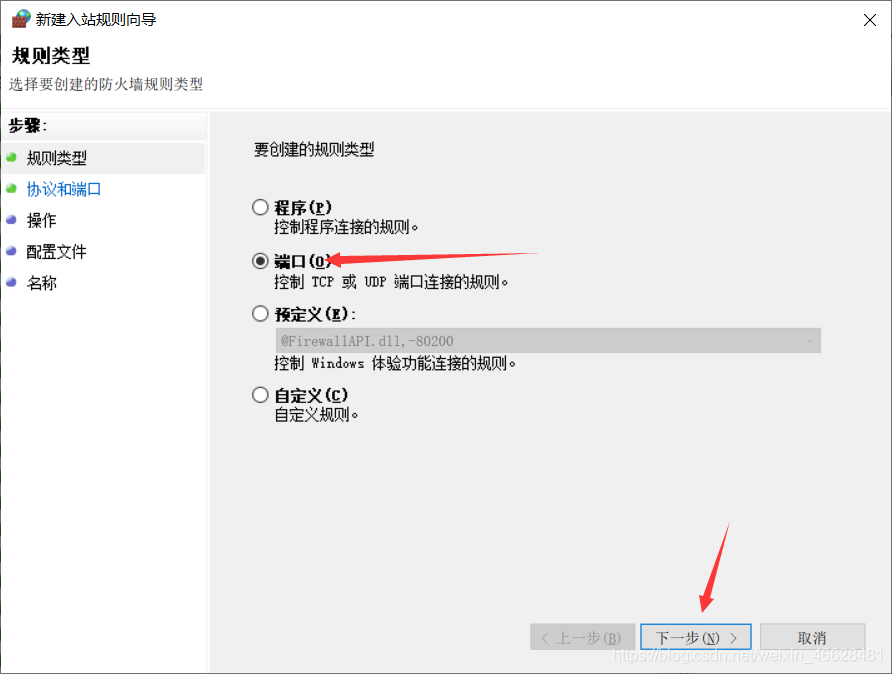 新建入站规则向导
规则类型
选择要创建的防火墙规则类型
步骤:
规则类型
协议和端口
操作
配置文件
名称
要创建的规则类型
程序(P)
控制程序连接的规则。
端口(O)
控制 TCP 或 UDP 端口连接的规则。
预定义(E):
@FirewallAPI.dll,-80200
控制 Windows 体验功能连接的规则。
自定义(C)
自定义规则。
< 上一步(B)
下一步(N) >
取消
https://blog.csdn.net/weixin_46628481